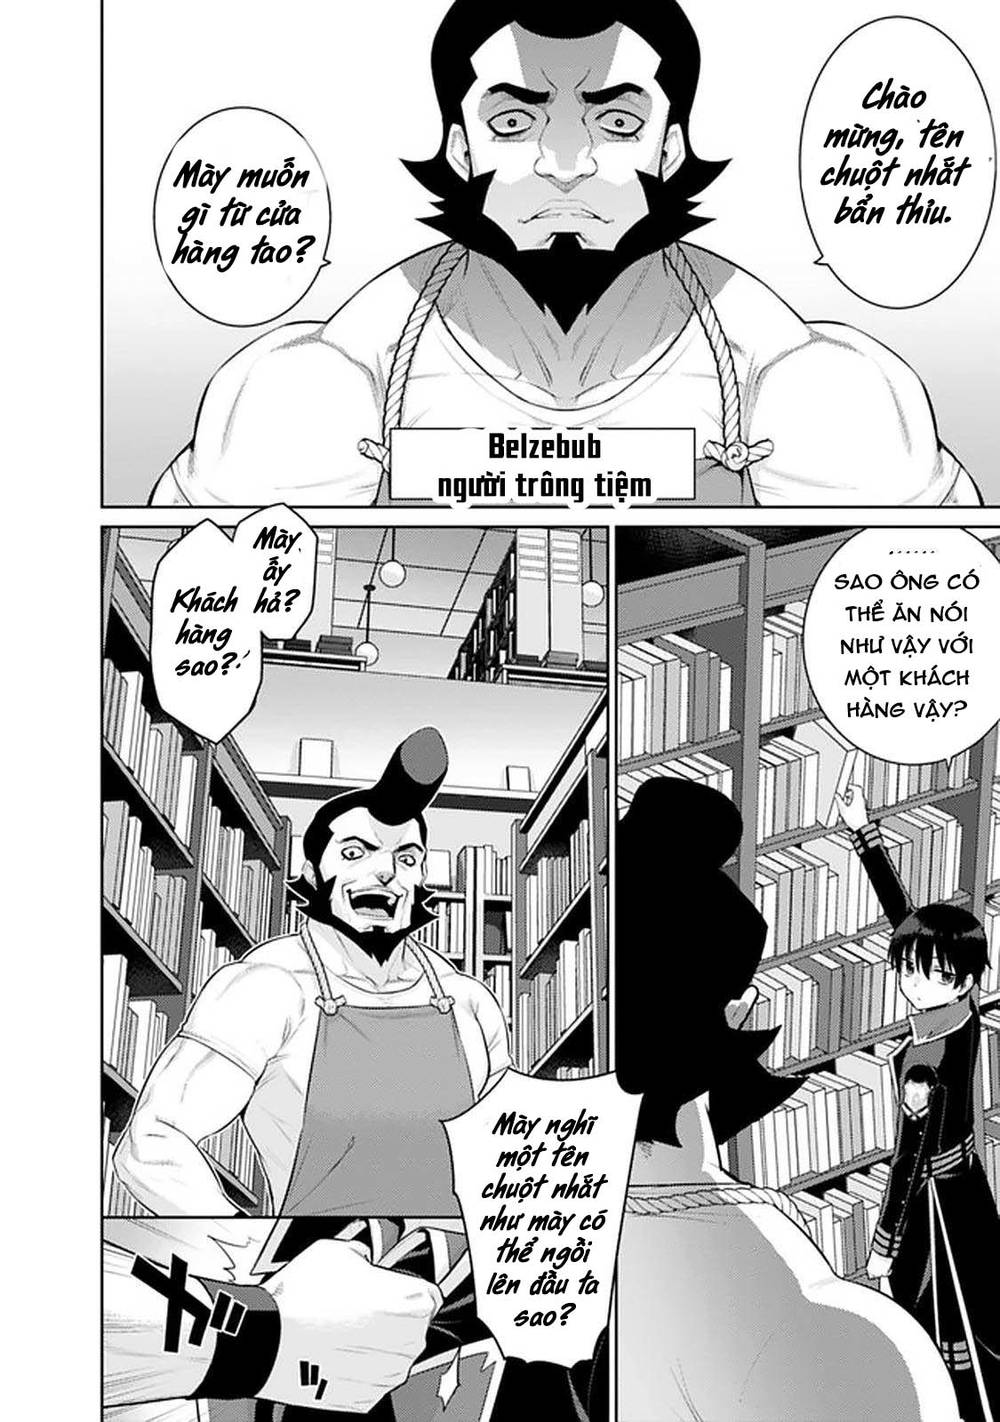 Chào
mừng, tên
chuột nhắt
bẩn thỉu.
Mày muốn
gì từ cửa
hàng tao?
Belzebub
người trông tiệm
......
SAO ÔNG CÓ
THỂ ĂN NÓI
NHƯ VẬY VỚI
MỘT KHÁCH
HÀNG VẬY?
Mày
ấy
hả?
Khách
hàng
sao?
Mày nghĩ
một tên
chuột nhắt
như mày có
thể ngồi
lên đầu ta
sao?